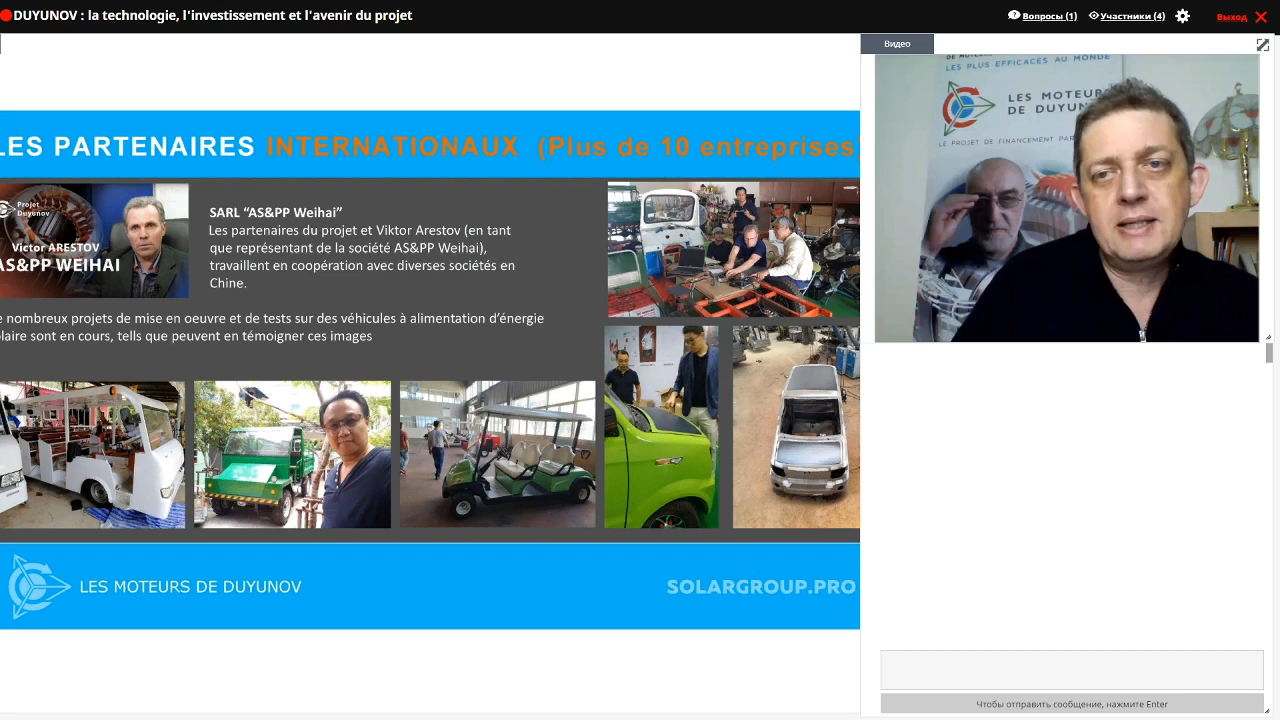 DUYUNOV : la technologie, l'investissement et l'avenir du projet
Вопросы (1) Участники (4) Выход
Видео
LES PARTENAIRES INTERNATIONAUX (Plus de 10 entreprises)
Projet
Duyunov
Victor ARESTOV
AS&PP WEIHAI
SARL “AS&PP Weihai”
Les partenaires du projet et Viktor Arestov (en tant
que représentant de la société AS&PP Weihai),
travaillent en coopération avec diverses sociétés en
Chine.
e nombreux projets de mise en oeuvre et de tests sur des véhicules à alimentation d’énergie
olaire sont en cours, tells que peuvent en témoigner ces images
LES MOTEURS DE DUYUNOV
SOLARGROUP.PRO
LES PLUS EFFICACES AU MONDE
LES MOTEUR
DE DUYUN
LE PROJET DE FINANCEMENT PAR
Чтобы отправить сообщение, нажмите Enter